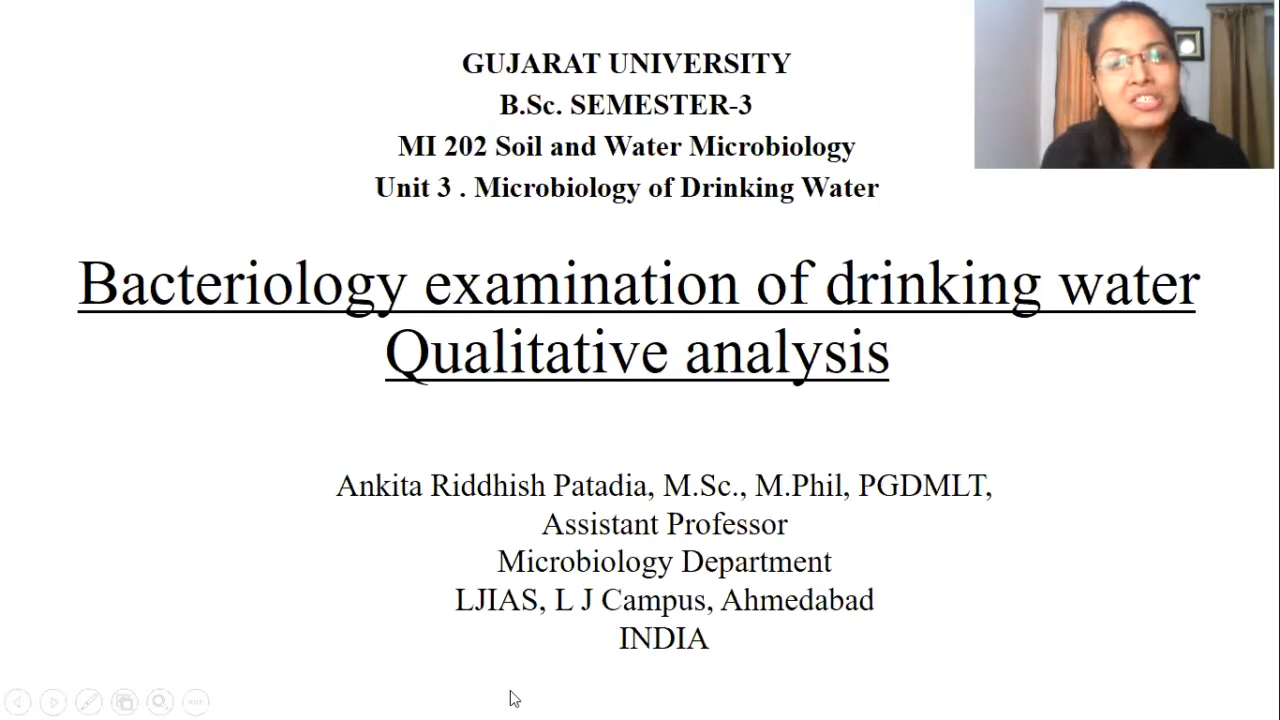 GUJARAT UNIVERSITY
B.Sc. SEMESTER-3
MI 202 Soil and Water Microbiology
Unit 3 . Microbiology of Drinking Water
Bacteriology examination of drinking water
Qualitative analysis
Ankita Riddhish Patadia, M.Sc., M.Phil, PGDMLT,
Assistant Professor
Microbiology Department
LJIAS, L J Campus, Ahmedabad
INDIA